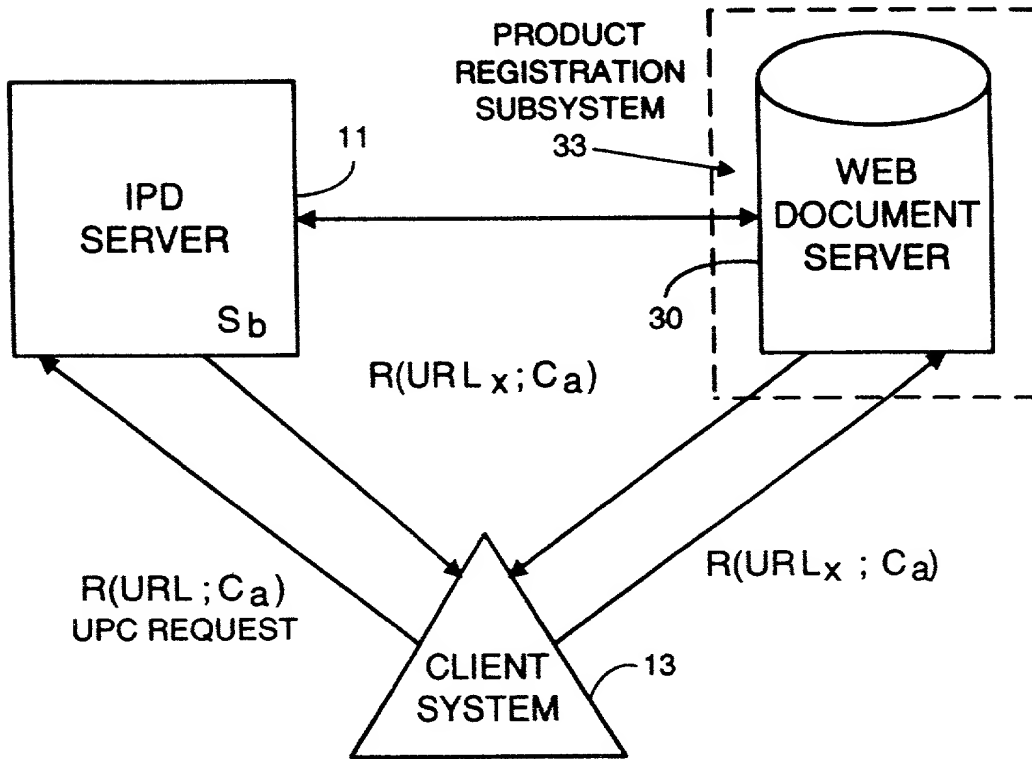 PRODUCT
REGISTRATION
SUBSYSTEM
33
11
IPD
SERVER
Sb
WEB
DOCUMENT
SERVER
30
R(URLx; Ca)
R(URL; Ca)
UPC REQUEST
R(URLx ; Ca)
CLIENT
SYSTEM
13